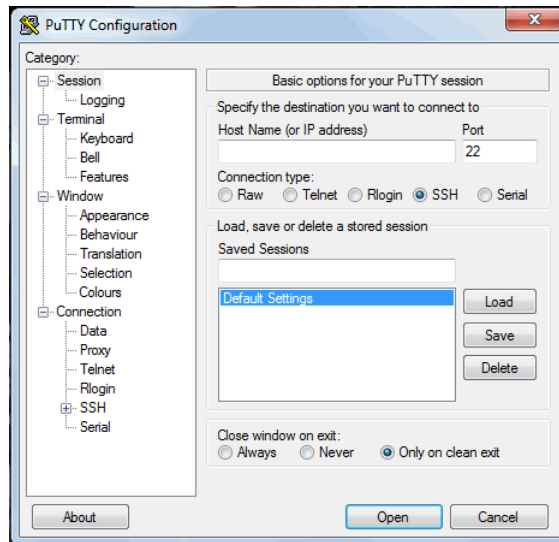 PuTTY Configuration
Category:
Session
Logging
Terminal
Keyboard
Bell
Features
Window
Appearance
Behaviour
Translation
Selection
Colours
Connection
Data
Proxy
Telnet
Rlogin
SSH
Serial
Basic options for your PuTTY session
Specify the destination you want to connect to
Host Name (or IP address) Port
22
Connection type:
Raw Telnet Rlogin SSH Serial
Load, save or delete a stored session
Saved Sessions
Default Settings
Load
Save
Delete
Close window on exit:
Always Never Only on clean exit
About Open Cancel